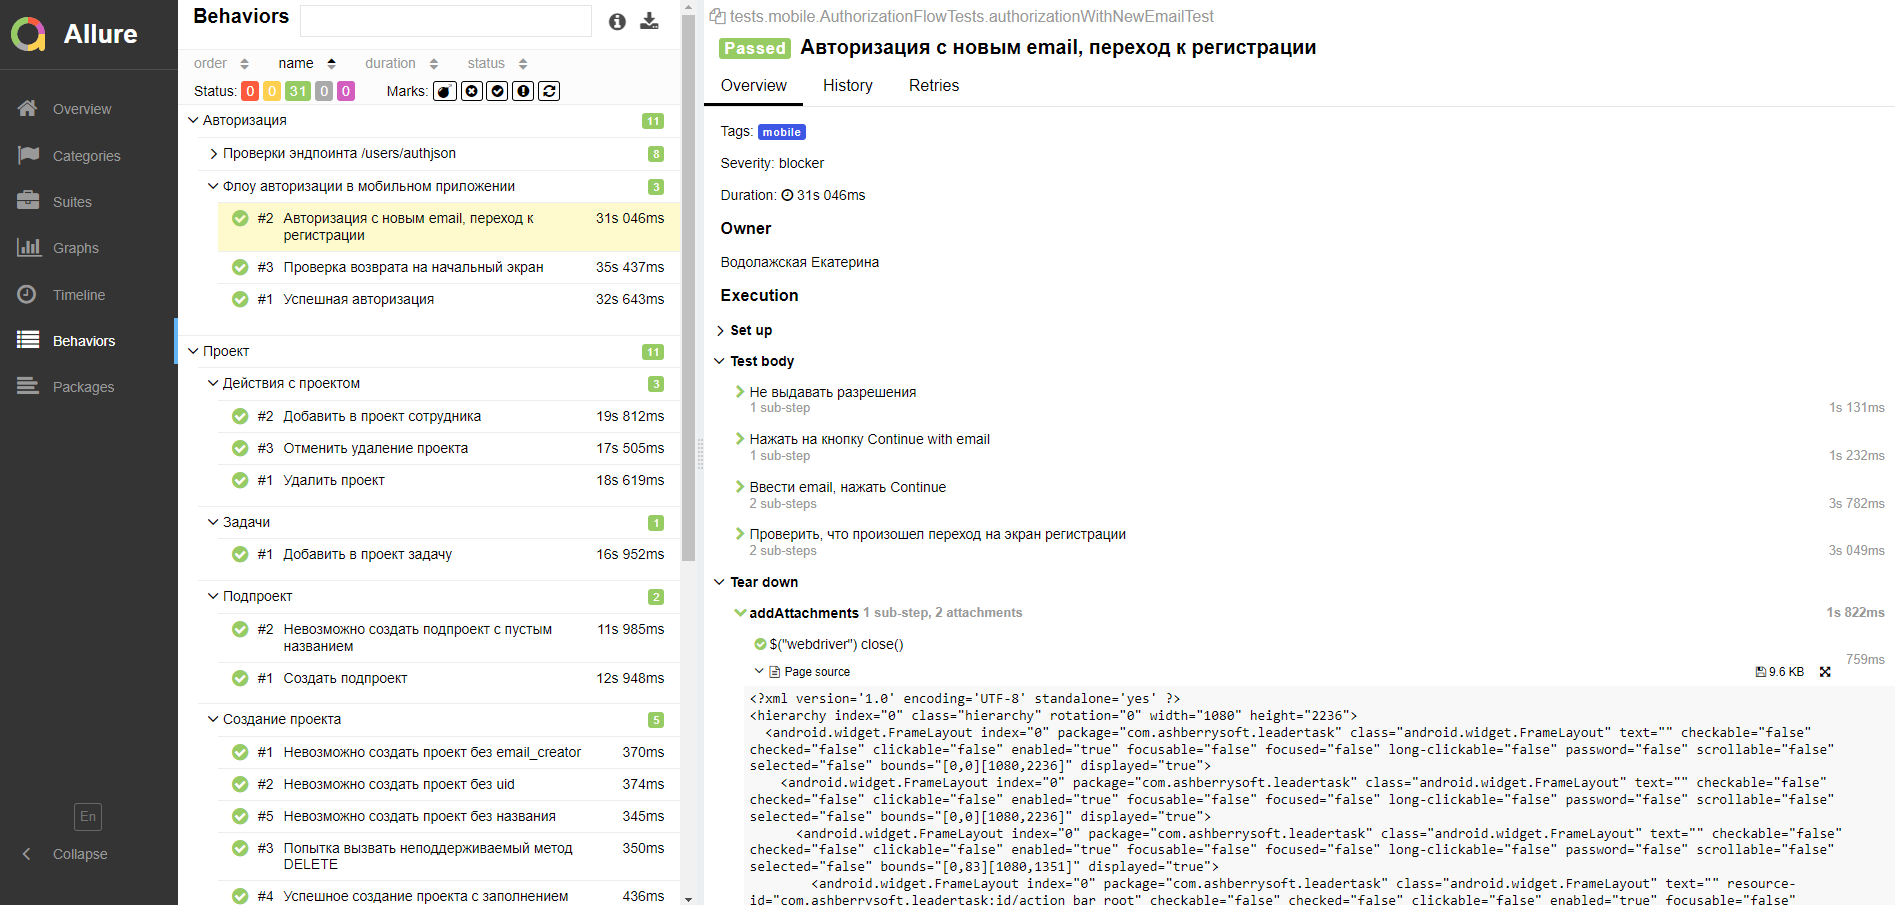 Allure
Overview
Categories
Suites
Graphs
Timeline
Behaviors
Packages
En
Collapse
Behaviors
order name duration status
Status: 0 0 31 0 0 Marks:
Авторизация 11
Проверки эндпоинта /users/authjson 8
Флоу авторизации в мобильном приложении 3
#2 Авторизация с новым email, переход к 31s 046ms
регистрации
#3 Проверка возврата на начальный экран 35s 437ms
#1 Успешная авторизация 32s 643ms
Проект 11
Действия с проектом 3
#2 Добавить в проект сотрудника 19s 812ms
#3 Отменить удаление проекта 17s 505ms
#1 Удалить проект 18s 619ms
Задачи 1
#1 Добавить в проект задачу 16s 952ms
Подпроект 2
#2 Невозможно создать подпроект с пустым 11s 985ms
названием
#1 Создать подпроект 12s 948ms
Создание проекта 5
#1 Невозможно создать проект без email_creator 370ms
#2 Невозможно создать проект без uid 374ms
#5 Невозможно создать проект без названия 345ms
#3 Попытка вызвать неподдерживаемый метод 350ms
DELETE
#4 Успешное создание проекта с заполнением 436ms
tests.mobile.AuthorizationFlowTests.authorizationWithNewEmailTest
Passed Авторизация с новым email, переход к регистрации
Overview History Retries
Tags: mobile
Severity: blocker
Duration: 31s 046ms
Owner
Водолажская Екатерина
Execution
Set up
Test body
Не выдавать разрешения
1 sub-step 1s 131ms
Нажать на кнопку Continue with email
1 sub-step 1s 232ms
Ввести email, нажать Continue
2 sub-steps 3s 782ms
Проверить, что произошел переход на экран регистрации
2 sub-steps 3s 049ms
Tear down
addAttachments 1 sub-step, 2 attachments 1s 822ms
$("webdriver") close()
759ms
Page source 9.6 KB
<?xml version='1.0' encoding='UTF-8' standalone='yes' ?>
<hierarchy index="0" class="hierarchy" rotation="0" width="1080" height="2236">
<android.widget.FrameLayout index="0" package="com.ashberrysoft.leadertask" class="android.widget.FrameLayout" text="" checkable="false"
checked="false" clickable="false" enabled="true" focusable="false" focused="false" long-clickable="false" password="false" scrollable="false"
selected="false" bounds="[0,0][1080,2236]" displayed="true">
<android.widget.FrameLayout index="0" package="com.ashberrysoft.leadertask" class="android.widget.FrameLayout" text="" checkable="false"
checked="false" clickable="false" enabled="true" focusable="false" focused="false" long-clickable="false" password="false" scrollable="false"
selected="false" bounds="[0,0][1080,2236]" displayed="true">
<android.widget.FrameLayout index="0" package="com.ashberrysoft.leadertask" class="android.widget.FrameLayout" text="" checkable="false"
checked="false" clickable="false" enabled="true" focusable="false" focused="false" long-clickable="false" password="false" scrollable="false"
selected="false" bounds="[0,83][1080,1351]" displayed="true">
<android.widget.FrameLayout index="0" package="com.ashberrysoft.leadertask" class="android.widget.FrameLayout" text="" resource-
id="com.ashberrysoft.leadertask:id/action_bar_root" checkable="false" checked="false" clickable="false" enabled="true" focusable="false"